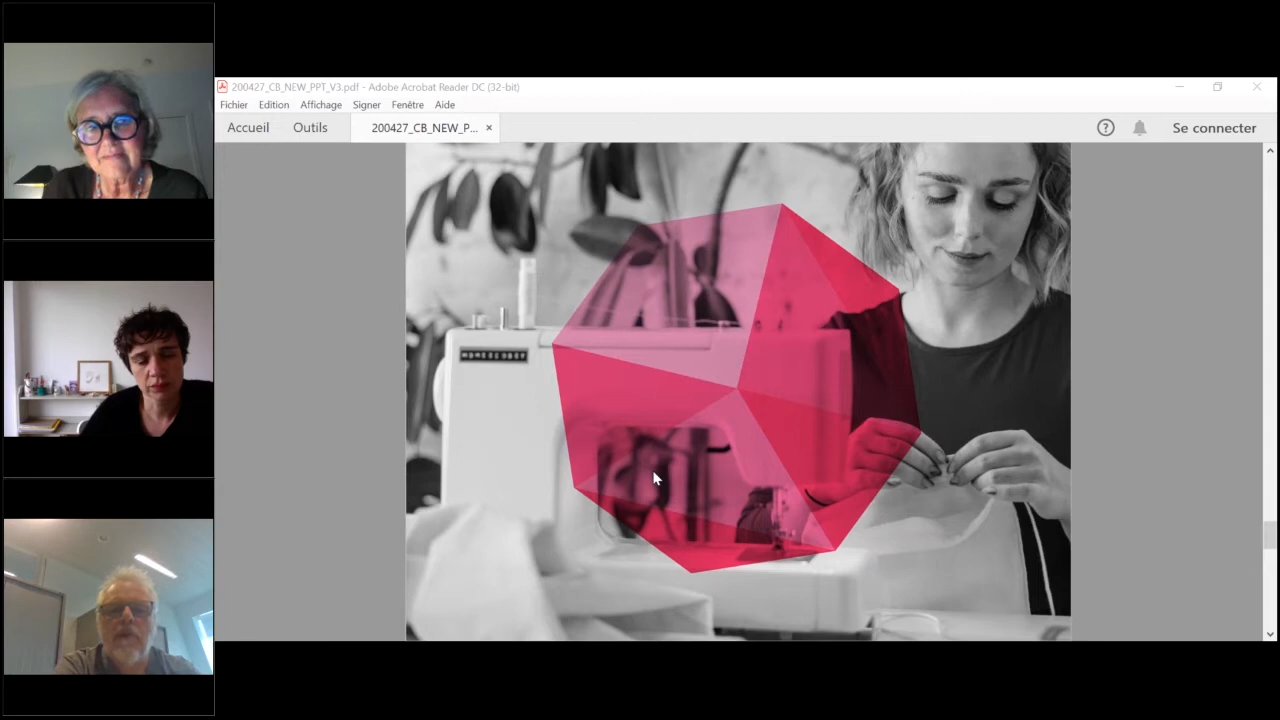 200427_CB_NEW_PPT_V3.pdf - Adobe Acrobat Reader DC (32-bit)
Fichier Edition Affichage Signer Fenêtre Aide
Accueil Outils 200427_CB_NEW_P... × Se connecter